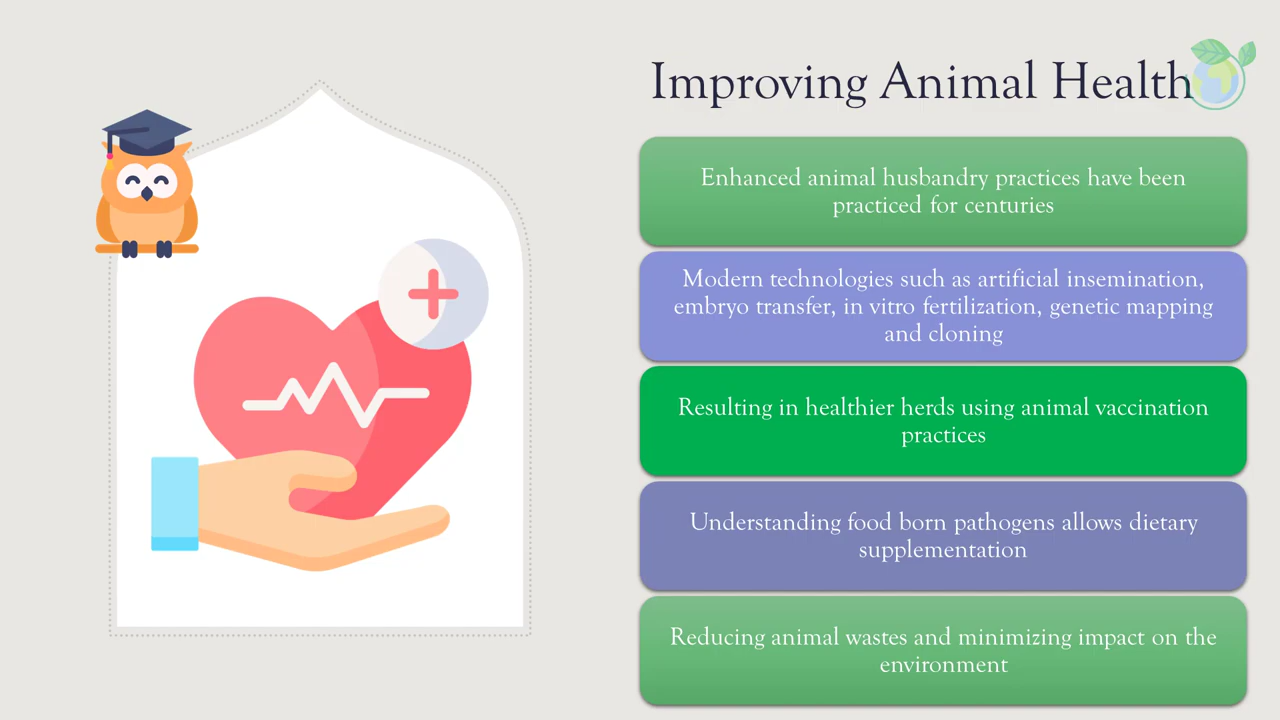 Improving Animal Health
Enhanced animal husbandry practices have been
practiced for centuries
Modern technologies such as artificial insemination,
embryo transfer, in vitro fertilization, genetic mapping
and cloning
Resulting in healthier herds using animal vaccination
practices
Understanding food born pathogens allows dietary
supplementation
Reducing animal wastes and minimizing impact on the
environment